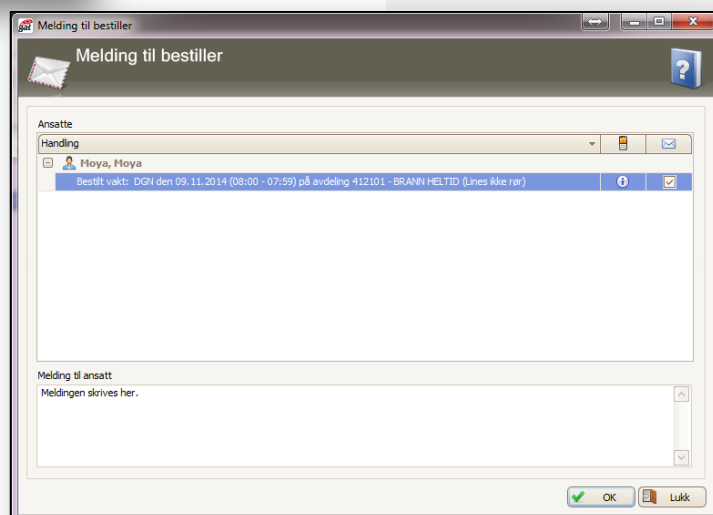 gat Melding til bestiller
Melding til bestiller
Ansatte
Handling
Moya, Moya
Bestilt vakt: DGN den 09.11.2014 (08:00 - 07:59) på avdeling 412101 - BRANN HELTID (Lines ikke rør)
Melding til ansatt
Meldingen skrives her.
OK Lukk